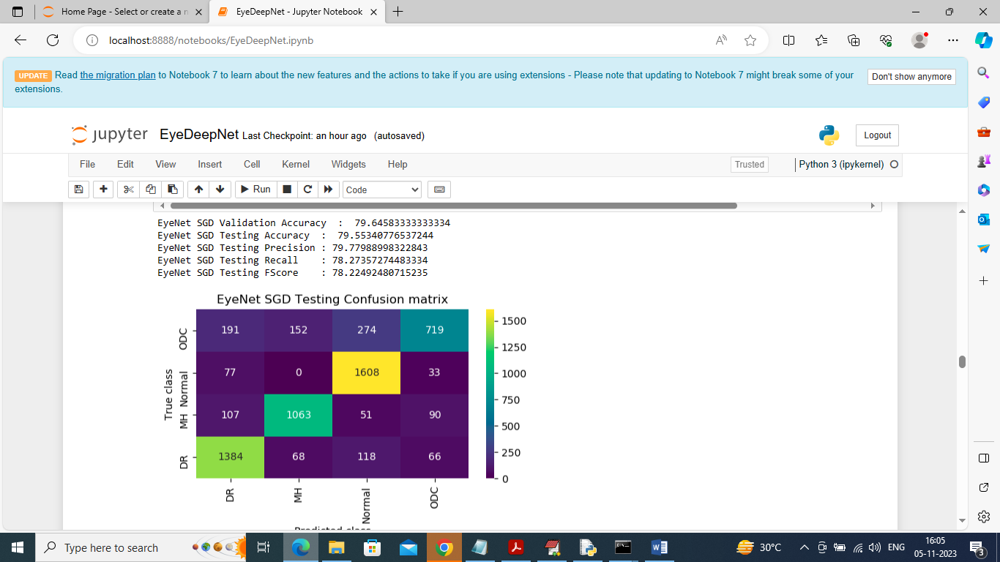 Home Page - Select or create a n
EyeDeepNet - Jupyter Notebook
localhost:8888/notebooks/EyeDeepNet.ipynb
UPDATE Read the migration plan to Notebook 7 to learn about the new features and the actions to take if you are using extensions - Please note that updating to Notebook 7 might break some of your
extensions.
Don't show anymore
jupyter EyeDeepNet Last Checkpoint: an hour ago (autosaved)
Logout
File Edit View Insert Cell Kernel Widgets Help
Trusted
Python 3 (ipykernel)
Run
Code
EyeNet SGD Validation Accuracy  :  79.64583333333334
EyeNet SGD Testing Accuracy  :  79.55340776537244
EyeNet SGD Testing Precision : 79.77988998322843
EyeNet SGD Testing Recall    : 78.27357274483334
EyeNet SGD Testing FScore    : 78.22492480715235
EyeNet SGD Testing Confusion matrix
True class
ODC 191 152 274 719
Normal 77 0 1608 33
MH 107 1063 51 90
DR 1384 68 118 66
DR MH Normal ODC
Predicted class
1500
1250
1000
750
500
250
0
Type here to search
30°C
ENG
16:05
05-11-2023
3